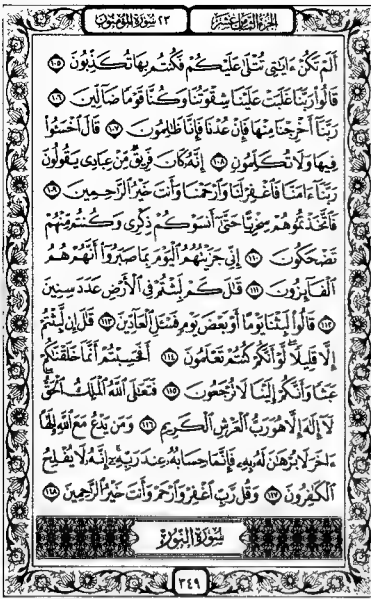 الجزء الثامن عشر
٢٣ سورة المؤمنون
أَلَمْ تَكُنْ ءَايَٰتِى تُتْلَىٰ عَلَيْكُمْ فَكُنتُم بِهَا تُكَذِّبُونَ ١٠٥
قَالُوا۟ رَبَّنَا غَلَبَتْ عَلَيْنَا شِقْوَتُنَا وَكُنَّا قَوْمًا ضَآلِّينَ ١٠٦
رَبَّنَآ أَخْرِجْنَا مِنْهَا فَإِنْ عُدْنَا فَإِنَّا ظَٰلِمُونَ ١٠٧ قَالَ ٱخْسَـُٔوا۟
فِيهَا وَلَا تُكَلِّمُونِ ١٠٨ إِنَّهُۥ كَانَ فَرِيقٌ مِّنْ عِبَادِى يَقُولُونَ
رَبَّنَآ ءَامَنَّا فَٱغْفِرْ لَنَا وَٱرْحَمْنَا وَأَنتَ خَيْرُ ٱلرَّٰحِمِينَ ١٠٩
فَٱتَّخَذْتُمُوهُمْ سِخْرِيًّا حَتَّىٰٓ أَنسَوْكُمْ ذِكْرِى وَكُنتُم مِّنْهُمْ
تَضْحَكُونَ ١١٠ إِنِّى جَزَيْتُهُمُ ٱلْيَوْمَ بِمَا صَبَرُوٓا۟ أَنَّهُمْ هُمُ
ٱلْفَآئِزُونَ ١١١ قَٰلَ كَمْ لَبِثْتُمْ فِى ٱلْأَرْضِ عَدَدَ سِنِينَ
١١٢ قَالُوا۟ لَبِثْنَا يَوْمًا أَوْ بَعْضَ يَوْمٍ فَسْـَٔلِ ٱلْعَآدِّينَ ١١٣ قَٰلَ إِن لَّبِثْتُمْ
إِلَّا قَلِيلًا لَّوْ أَنَّكُمْ كُنتُمْ تَعْلَمُونَ ١١٤ أَفَحَسِبْتُمْ أَنَّمَا خَلَقْنَٰكُمْ
عَبَثًا وَأَنَّكُمْ إِلَيْنَا لَا تُرْجَعُونَ ١١٥ فَتَعَٰلَى ٱللَّهُ ٱلْمَلِكُ ٱلْحَقُّ
لَآ إِلَٰهَ إِلَّا هُوَ رَبُّ ٱلْعَرْشِ ٱلْكَرِيمِ ١١٦ وَمَن يَدْعُ مَعَ ٱللَّهِ إِلَٰهًا
ءَاخَرَ لَا بُرْهَٰنَ لَهُۥ بِهِۦ فَإِنَّمَا حِسَابُهُۥ عِندَ رَبِّهِۦٓ إِنَّهُۥ لَا يُفْلِحُ
ٱلْكَٰفِرُونَ ١١٧ وَقُل رَّبِّ ٱغْفِرْ وَٱرْحَمْ وَأَنتَ خَيْرُ ٱلرَّٰحِمِينَ ١١٨
سُورَةُ النُّورِ
٣٤٩